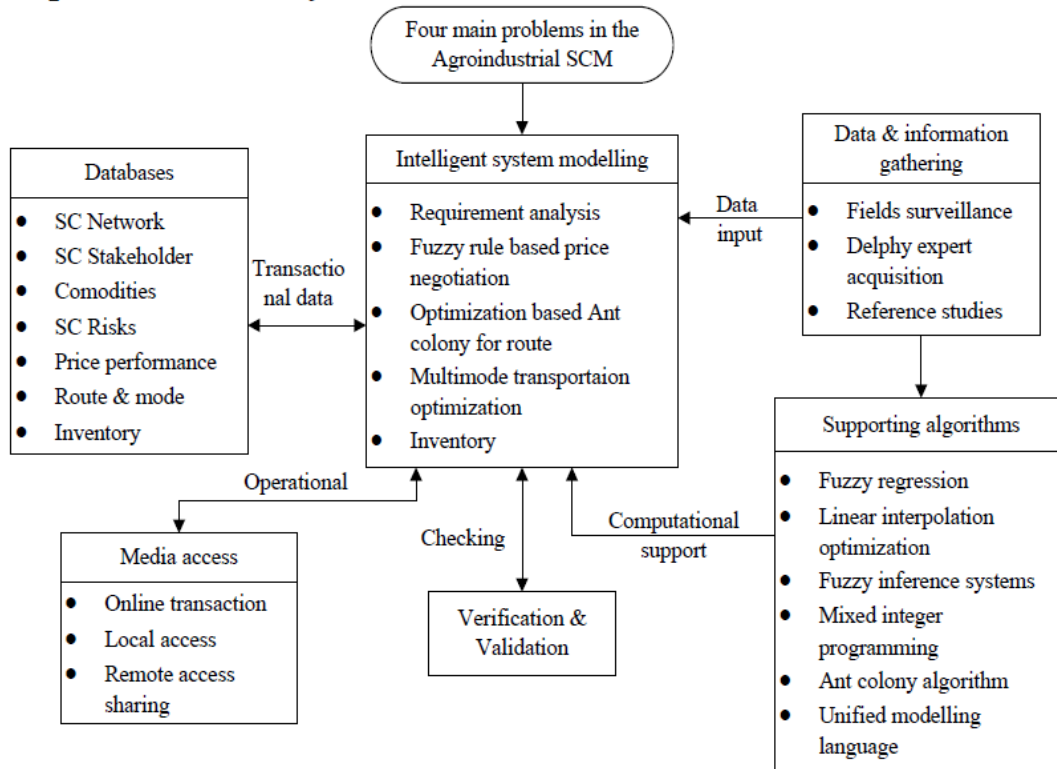 Four main problems in the
Agroindustrial SCM
Databases
● SC Network
● SC Stakeholder
● Comodities
● SC Risks
● Price performance
● Route & mode
● Inventory
Transactio
nal data
Intelligent system modelling
● Requirement analysis
● Fuzzy rule based price
negotiation
● Optimization based Ant
colony for route
● Multimode transportaion
optimization
● Inventory
Data
input
Data & information
gathering
● Fields surveillance
● Delphy expert
acquisition
● Reference studies
Operational
Media access
● Online transaction
● Local access
● Remote access
sharing
Checking
Verification &
Validation
Computational
support
Supporting algorithms
● Fuzzy regression
● Linear interpolation
optimization
● Fuzzy inference systems
● Mixed integer
programming
● Ant colony algorithm
● Unified modelling
language